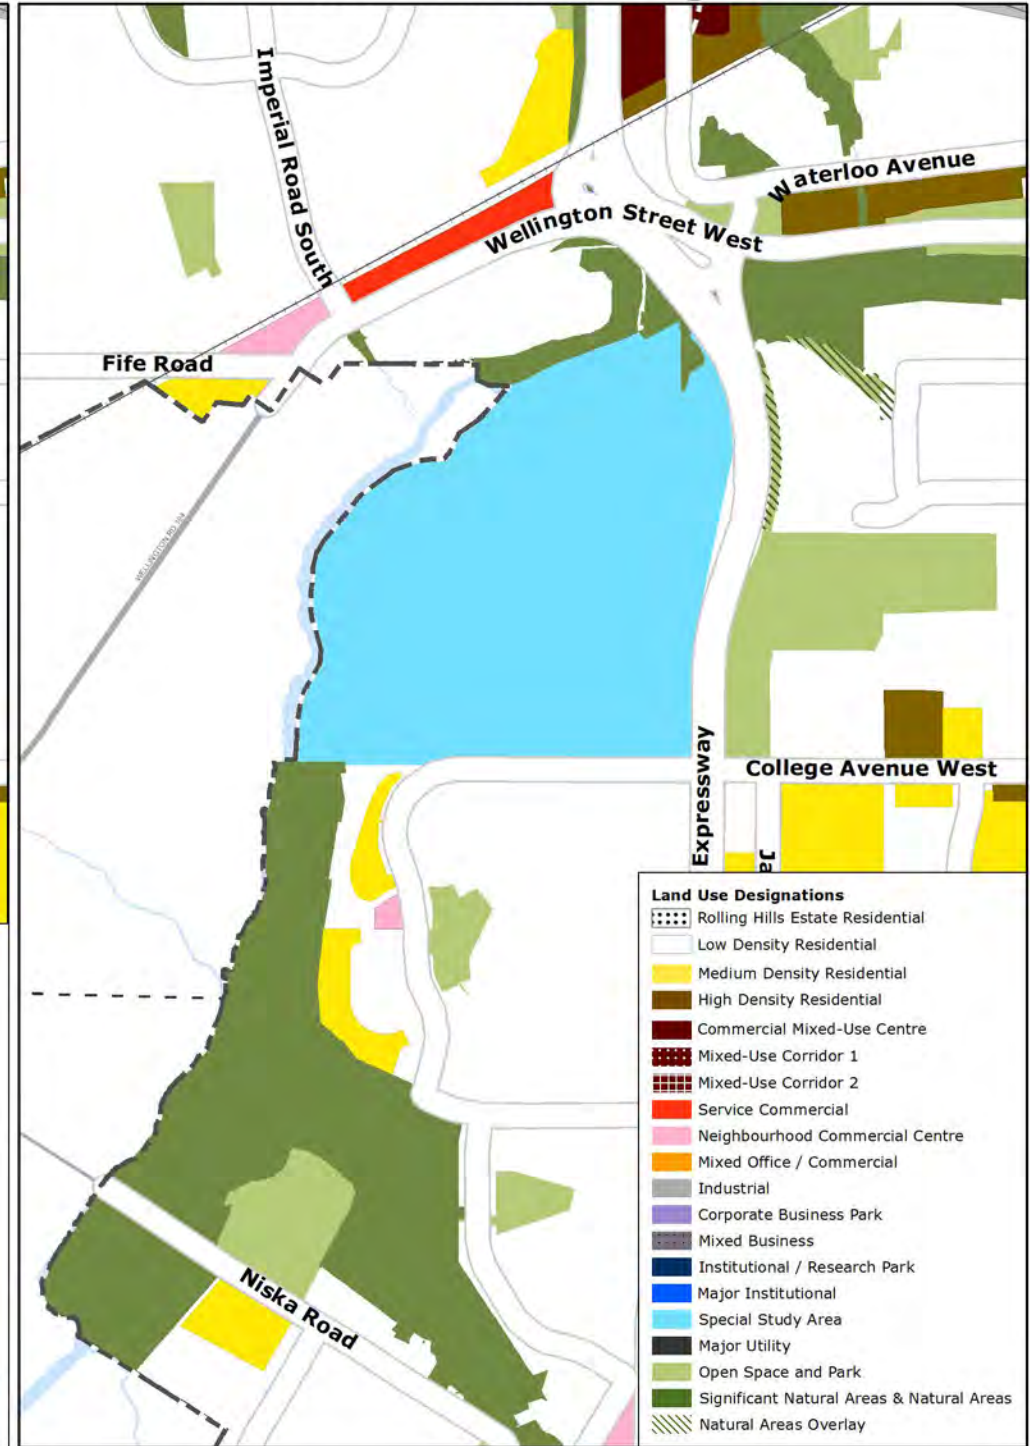 Imperial Road South
Waterloo Avenue
Wellington Street West
Fife Road
WELLINGTON RD 124
Expressway
College Avenue West
Ja
Niska Road
Land Use Designations
Rolling Hills Estate Residential
Low Density Residential
Medium Density Residential
High Density Residential
Commercial Mixed-Use Centre
Mixed-Use Corridor 1
Mixed-Use Corridor 2
Service Commercial
Neighbourhood Commercial Centre
Mixed Office / Commercial
Industrial
Corporate Business Park
Mixed Business
Institutional / Research Park
Major Institutional
Special Study Area
Major Utility
Open Space and Park
Significant Natural Areas & Natural Areas
Natural Areas Overlay